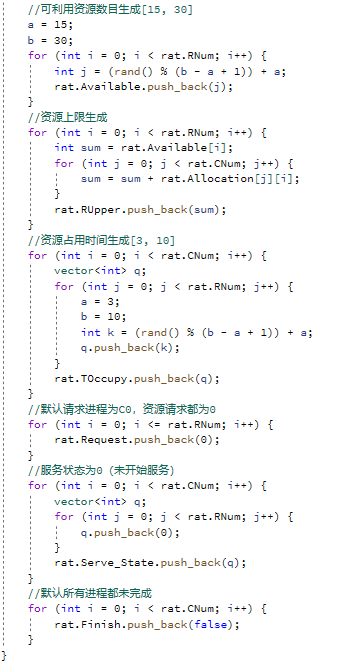 //可利用资源数目生成[15, 30]
a = 15;
b = 30;
for (int i = 0; i < rat.RNum; i++) {
int j = (rand() % (b - a + 1)) + a;
rat.Available.push_back(j);
}
//资源上限生成
for (int i = 0; i < rat.RNum; i++) {
int sum = rat.Available[i];
for (int j = 0; j < rat.CNum; j++) {
sum = sum + rat.Allocation[j][i];
}
rat.RUpper.push_back(sum);
}
//资源占用时间生成[3, 10]
for (int i = 0; i < rat.CNum; i++) {
vector<int> q;
for (int j = 0; j < rat.RNum; j++) {
a = 3;
b = 10;
int k = (rand() % (b - a + 1)) + a;
q.push_back(k);
}
rat.TOccupy.push_back(q);
}
//默认请求进程为C0，资源请求都为0
for (int i = 0; i <= rat.RNum; i++) {
rat.Request.push_back(0);
}
//服务状态为0（未开始服务）
for (int i = 0; i < rat.CNum; i++) {
vector<int> q;
for (int j = 0; j < rat.RNum; j++) {
q.push_back(0);
}
rat.Serve_State.push_back(q);
}
//默认所有进程都未完成
for (int i = 0; i < rat.CNum; i++) {
rat.Finish.push_back(false);
}
}